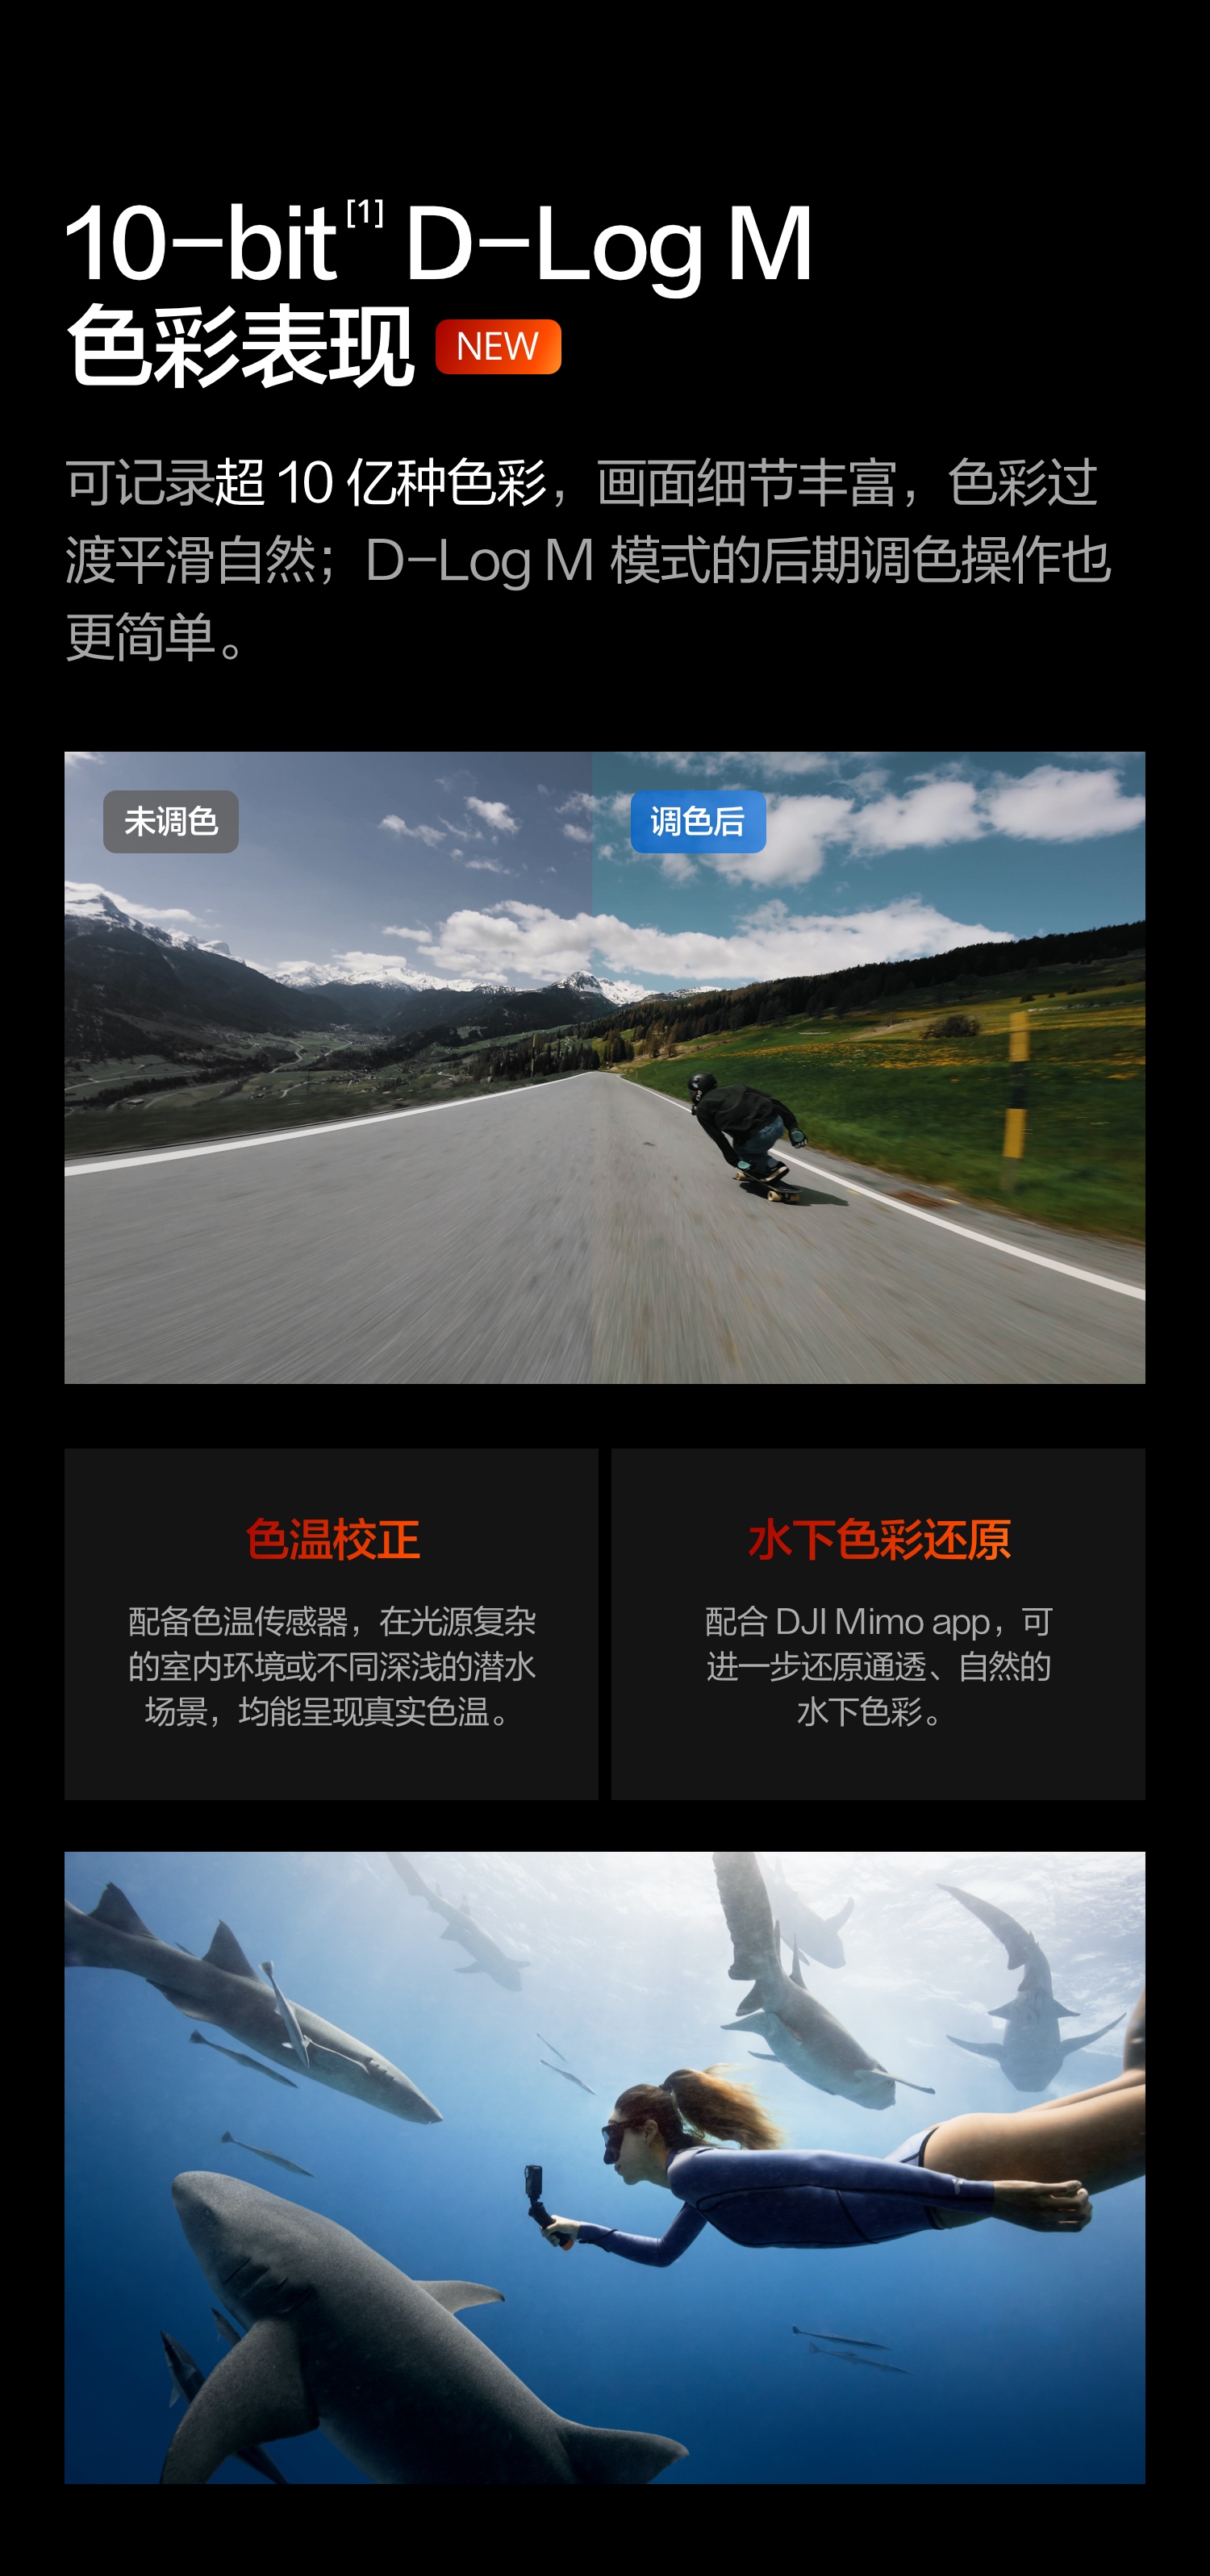 10-bit[1] D-Log M
色彩表现 NEW
可记录超 10 亿种色彩，画面细节丰富，色彩过
渡平滑自然；D-Log M 模式的后期调色操作也
更简单。
未调色 调色后
色温校正
配备色温传感器，在光源复杂
的室内环境或不同深浅的潜水
场景，均能呈现真实色温。
水下色彩还原
配合 DJI Mimo app，可
进一步还原通透、自然的
水下色彩。